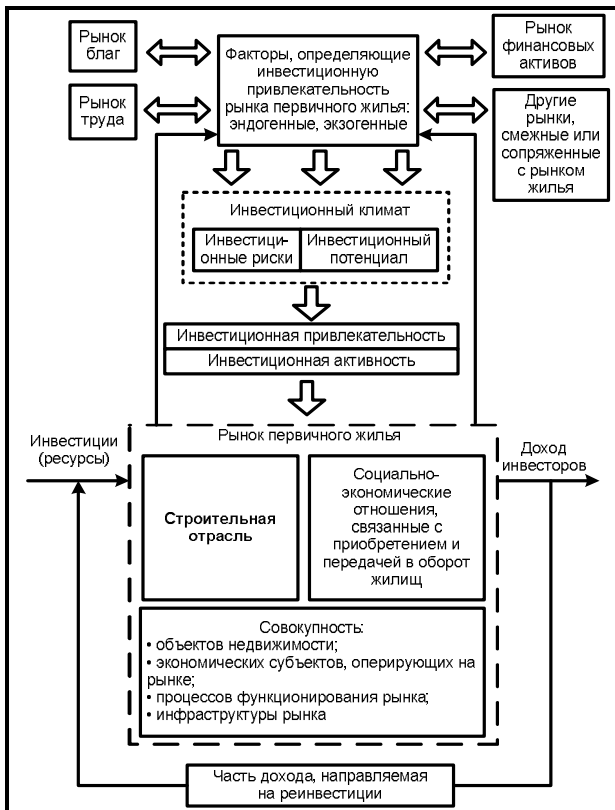 Рынок
благ
Рынок
труда
Факторы, определяющие
инвестиционную
привлекательность
рынка первичного жилья:
эндогенные, экзогенные
Рынок
финансовых
активов
Другие
рынки,
смежные или
сопряженные
с рынком
жилья
Инвестиционный климат
Инвестици-
онные риски
Инвестиционный
потенциал
Инвестиционная привлекательность
Инвестиционная активность
Инвестиции
(ресурсы)
Рынок первичного жилья
Доход
инвесторов
Строительная
отрасль
Социально-
экономические
отношения,
связанные с
приобретением и
передачей в оборот
жилищ
Совокупность:
• объектов недвижимости;
• экономических субъектов, оперирующих на
рынке;
• процессов функционирования рынка;
• инфраструктуры рынка
Часть дохода, направляемая
на реинвестиции